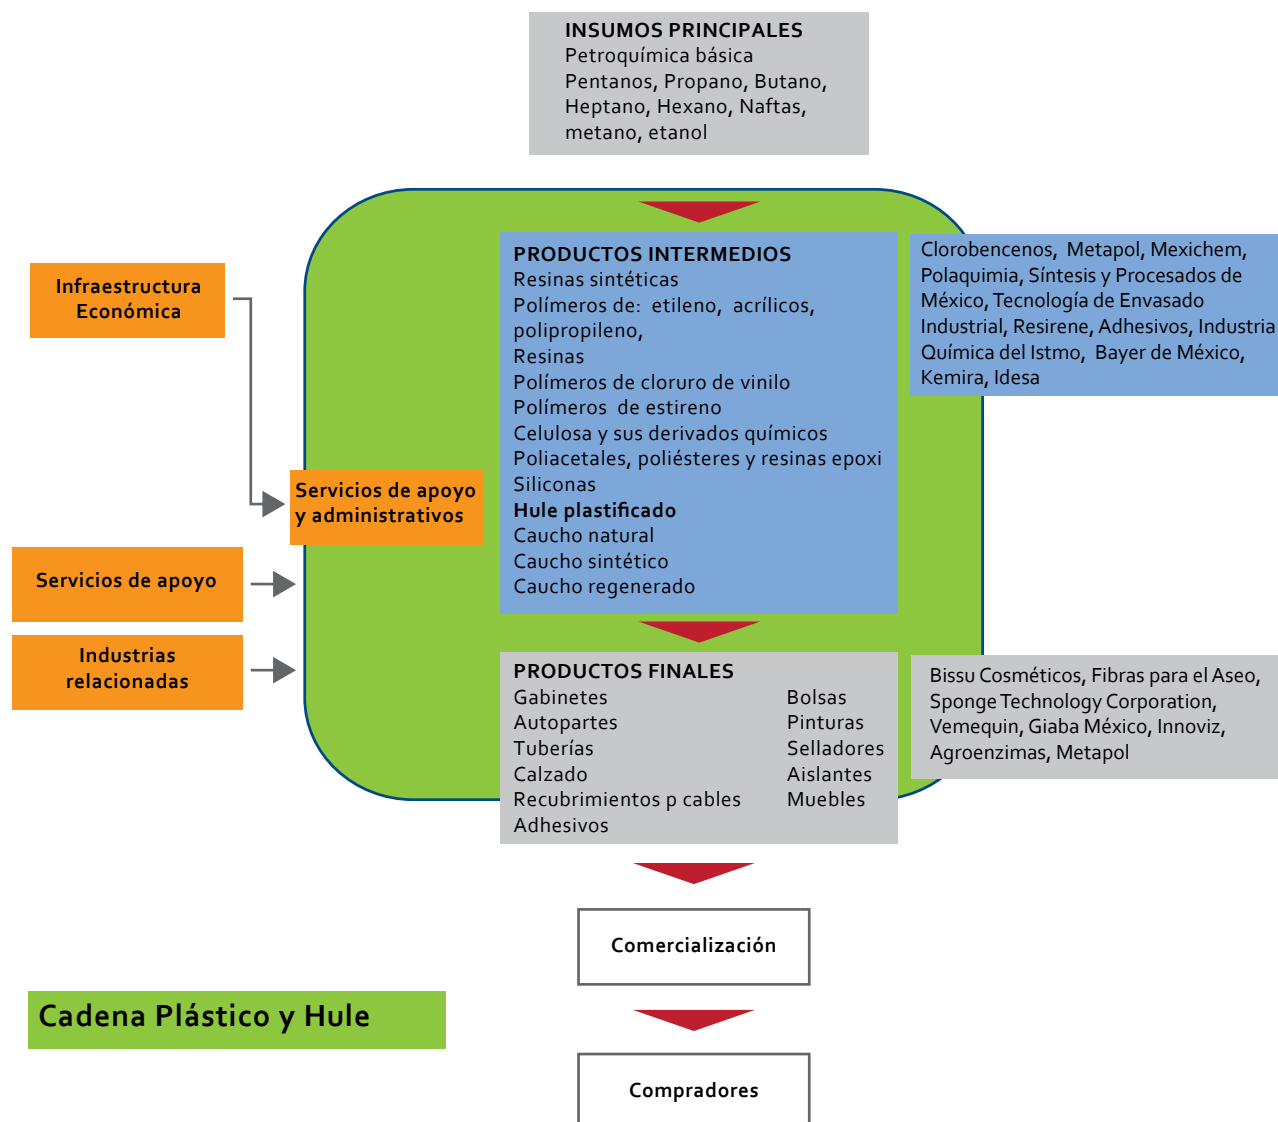 INSUMOS PRINCIPALES
Petroquímica básica
Pentanos, Propano, Butano,
Heptano, Hexano, Naftas,
metano, etanol
PRODUCTOS INTERMEDIOS
Resinas sintéticas
Polímeros de: etileno, acrílicos,
polipropileno,
Resinas
Polímeros de cloruro de vinilo
Polímeros de estireno
Celulosa y sus derivados químicos
Poliacetales, poliésteres y resinas epoxi
Siliconas
Hule plastificado
Caucho natural
Caucho sintético
Caucho regenerado
Clorobencenos, Metapol, Mexichem,
Polaquimia, Síntesis y Procesados de
México, Tecnología de Envasado
Industrial, Resirene, Adhesivos, Industria
Química del Istmo, Bayer de México,
Kemira, Idesa
Infraestructura
Económica
Servicios de apoyo
y administrativos
Servicios de apoyo
Industrias
relacionadas
PRODUCTOS FINALES
Gabinetes
Autopartes
Tuberías
Calzado
Recubrimientos p cables
Adhesivos
Bolsas
Pinturas
Selladores
Aislantes
Muebles
Bissu Cosméticos, Fibras para el Aseo,
Sponge Technology Corporation,
Vemequin, Giaba México, Innoviz,
Agroenzimas, Metapol
Comercialización
Cadena Plástico y Hule
Compradores